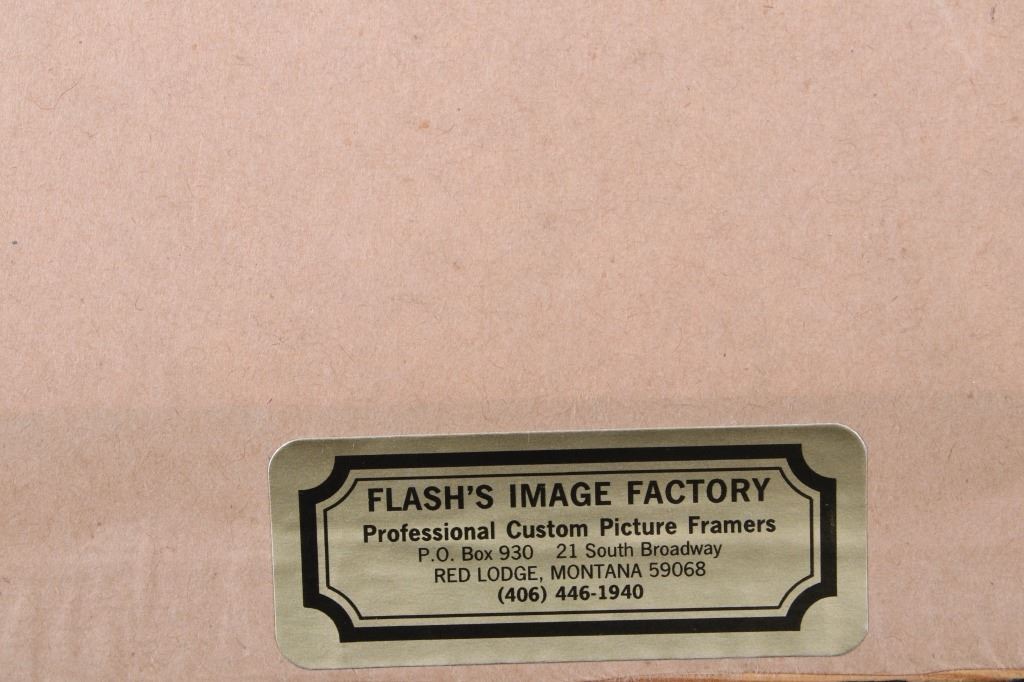 FLASH'S IMAGE FACTORY
Professional Custom Picture Framers
P.O. Box 930 21 South Broadway
RED LODGE, MONTANA 59068
(406) 446-1940